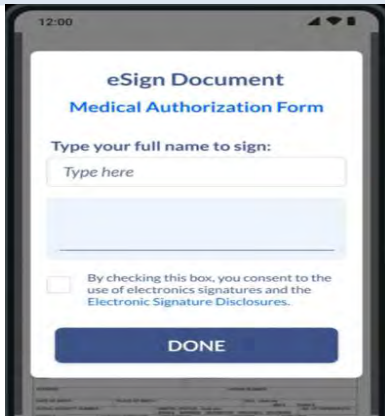 12:00
eSign Document
Medical Authorization Form
Type your full name to sign:
Type here
By checking this box, you consent to the
use of electronics signatures and the
Electronic Signature Disclosures.
DONE